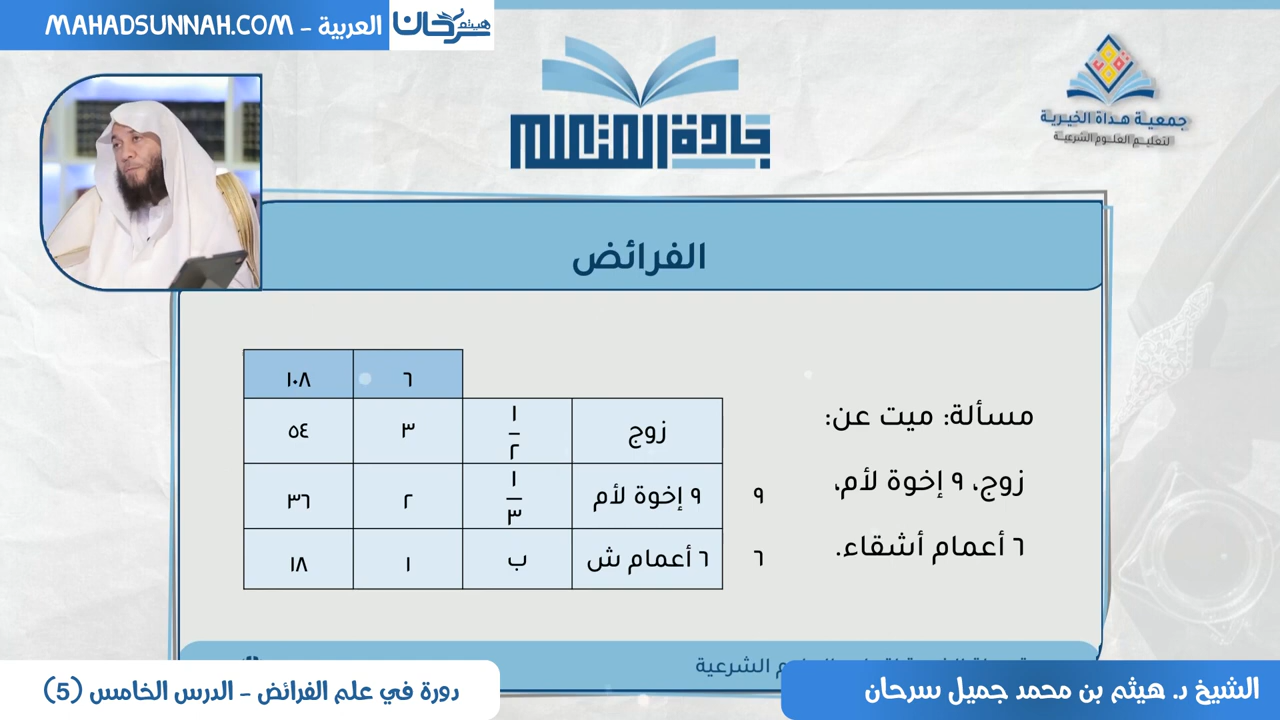 العربية - MAHADSUNNAH.COM
هيثم سرحان
جادة المتعلم
جمعية هداة الخيرية
لتعليم العلوم الشرعية
الفرائض
مسألة: ميت عن:
زوج، ٩ إخوة لأم،
٦ أعمام أشقاء.
٦ ١٠٨
زوج ١/٢ ٣ ٥٤
٩ ٩ إخوة لأم ١/٣ ٢ ٣٦
٦ ٦ أعمام ش ب ١ ١٨
الشرعية
الشيخ د. هيثم بن محمد جميل سرحان
دورة في علم الفرائض - الدرس الخامس (5)